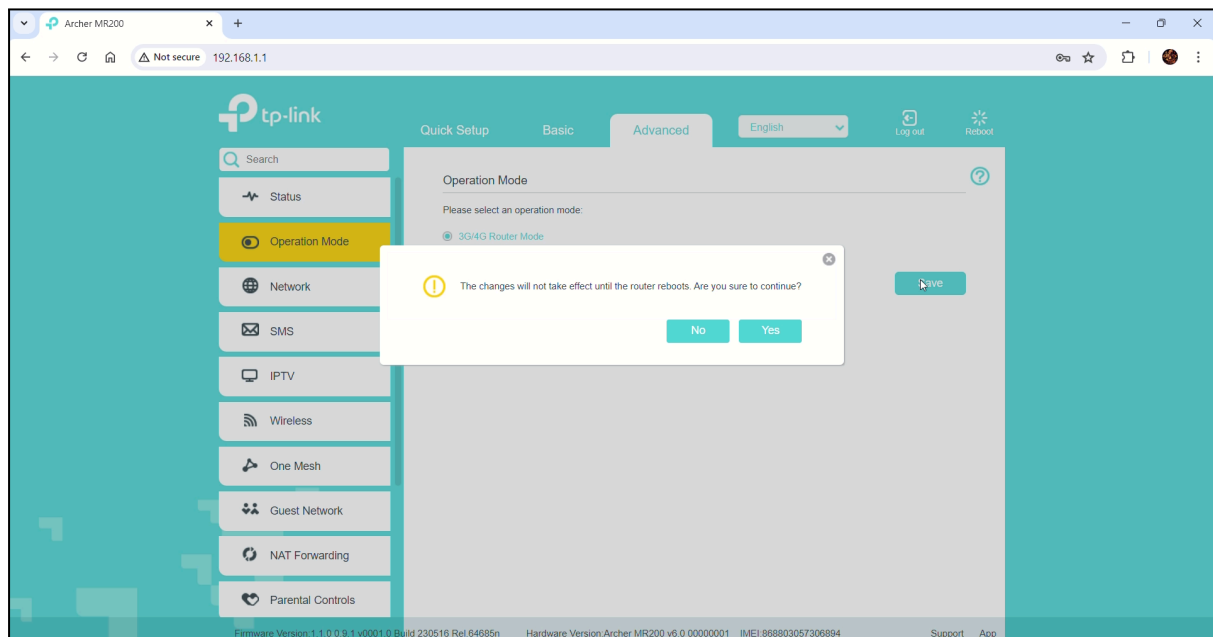 Archer MR200
Not secure 192.168.1.1
tp-link
Quick Setup Basic Advanced English Log out Reboot
Search
Status
Operation Mode
Network
SMS
IPTV
Wireless
One Mesh
Guest Network
NAT Forwarding
Parental Controls
Operation Mode
Please select an operation mode:
3G/4G Router Mode
Save
The changes will not take effect until the router reboots. Are you sure to continue?
No Yes
Firmware Version:1.1.0 0.9.1 v0001.0 Build 230516 Rel.64685n Hardware Version:Archer MR200 v6.0 00000001 IMEI:868803057306894 Support App